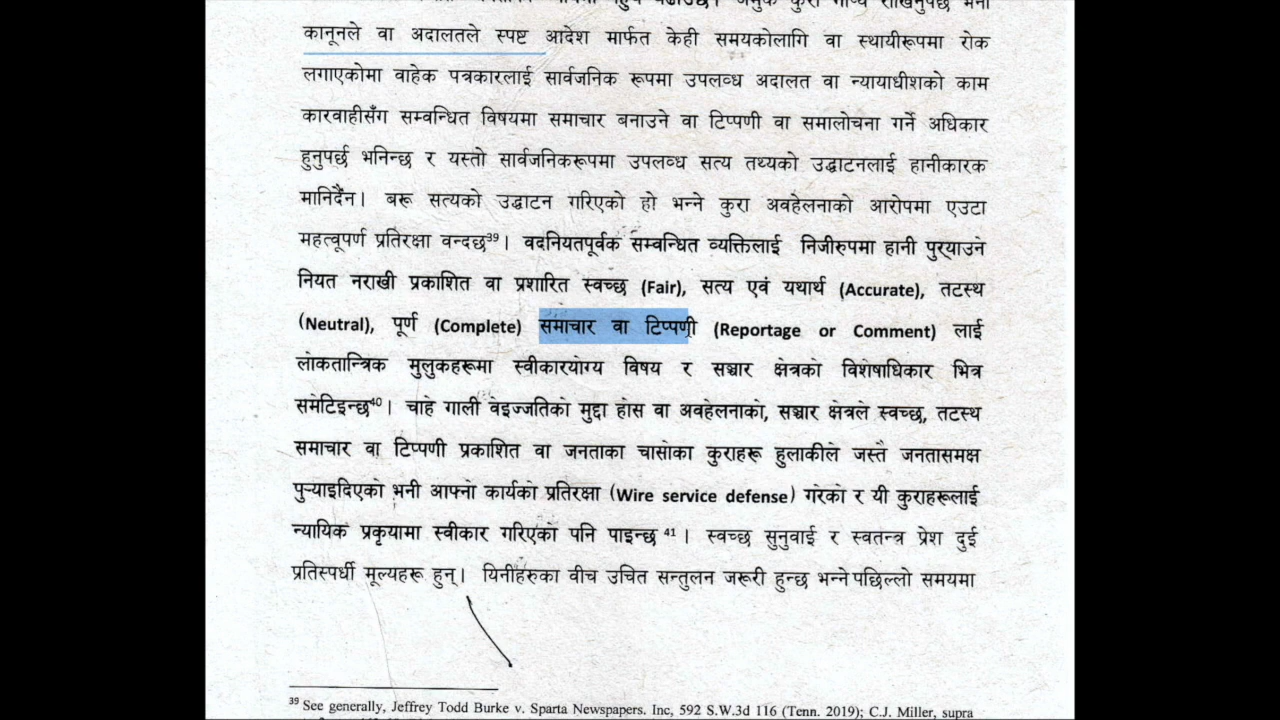 कानूनले वा अदालतले स्पष्ट आदेश मार्फत केही समयकोलागि वा स्थायीरूपमा रोक
लगाएकोमा वाहेक पत्रकारलाई सार्वजनिक रूपमा उपलव्ध अदालत वा न्यायाधीशको काम
कारवाहीसँग सम्वन्धित विषयमा समाचार बनाउने वा टिप्पणी वा समालोचना गर्ने अधिकार
हुनुपर्छ भनिन्छ र यस्तो सार्वजनिकरूपमा उपलव्ध सत्य तथ्यको उद्घाटनलाई हानीकारक
मानिदैँन। बरू सत्यको उद्घाटन गरिएको हो भन्ने कुरा अवहेलनाको आरोपमा एउटा
महत्वूपर्ण प्रतिरक्षा वन्दछ³⁹। वदनियतपूर्वक सम्वन्धित व्यक्तिलाई निजीरुपमा हानी पुर्‍याउने
नियत नराखी प्रकाशित वा प्रशारित स्वच्छ (Fair), सत्य एवं यथार्थ (Accurate), तटस्थ
(Neutral), पूर्ण (Complete) समाचार वा टिप्पणी (Reportage or Comment) लाई
लोकतान्त्रिक मुलुकहरूमा स्वीकारयोग्य विषय र सञ्चार क्षेत्रको विशेषाधिकार भित्र
समेटिइन्छ⁴⁰। चाहे गाली वेइज्जतिको मुद्दा होस वा अवहेलनाको, सञ्चार क्षेत्रले स्वच्छ, तटस्थ
समाचार वा टिप्पणी प्रकाशित वा जनताका चासोका कुराहरू हुलाकीले जस्तै जनतासमक्ष
पुर्‍याइदिएको भनी आफ्नो कार्यको प्रतिरक्षा (Wire service defense) गरेको र यी कुराहरूलाई
न्यायिक प्रकृयामा स्वीकार गरिएको पनि पाइन्छ ⁴¹। स्वच्छ सुनुवाई र स्वतन्त्र प्रेश दुई
प्रतिस्पर्धी मूल्यहरू हुन्। यिनीहरुका वीच उचित सन्तुलन जरूरी हुन्छ भन्ने पछिल्लो समयमा
³⁹ See generally, Jeffrey Todd Burke v. Sparta Newspapers. Inc, 592 S.W.3d 116 (Tenn. 2019); C.J. Miller, supra